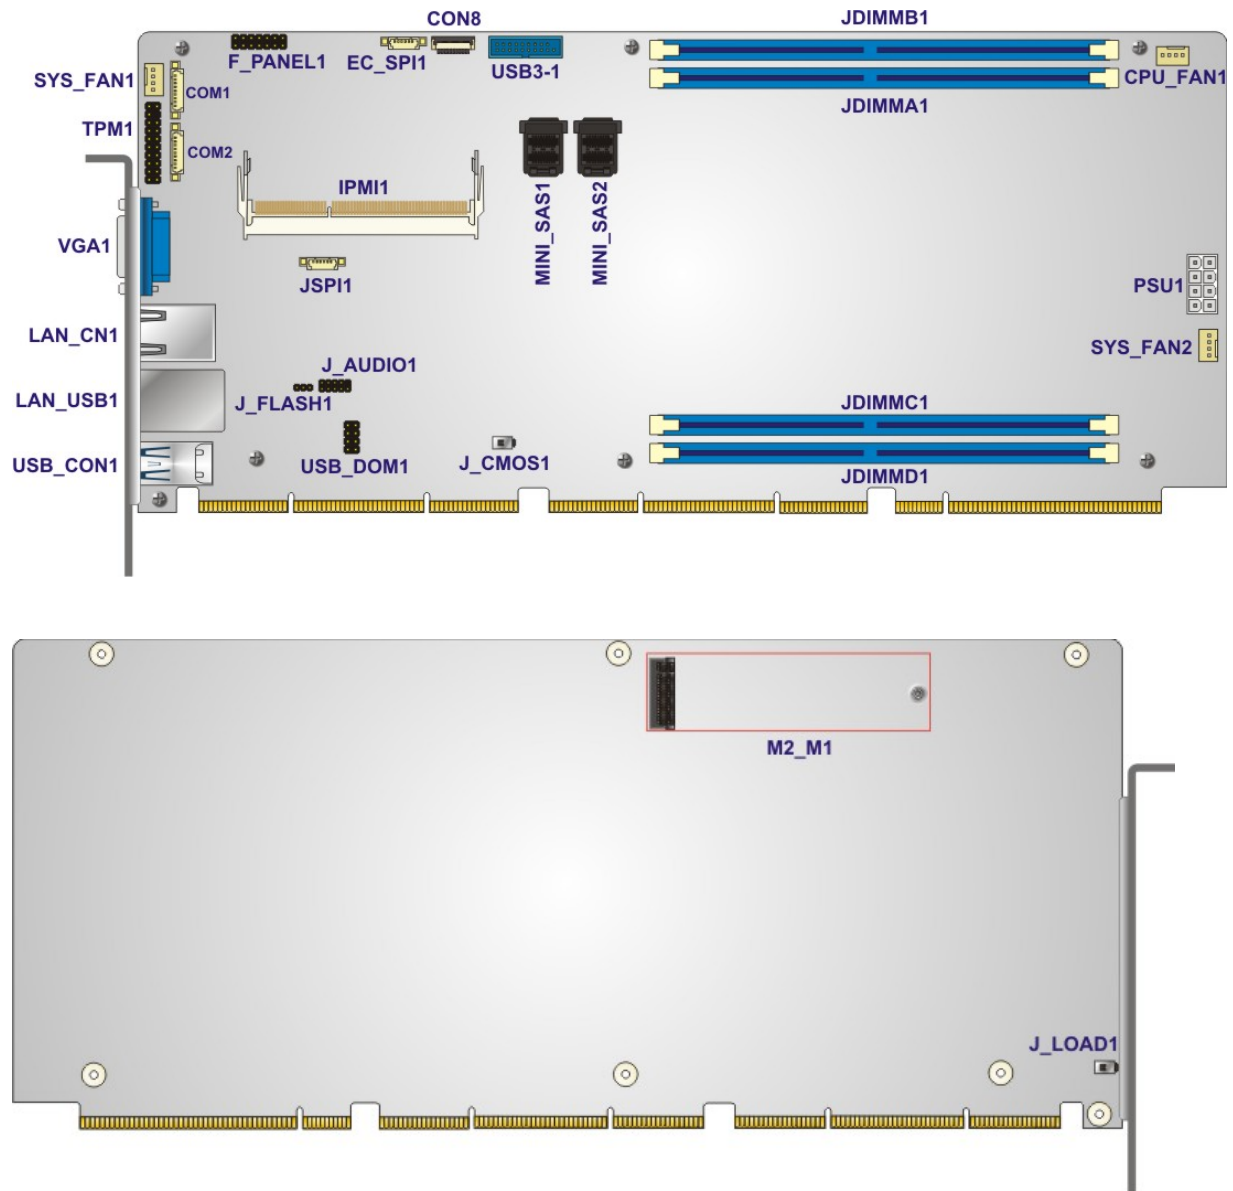 CON8
JDIMMB1
F_PANEL1
EC_SPI1
USB3-1
SYS_FAN1
CPU_FAN1
COM1
JDIMMA1
TPM1
COM2
IPMI1
MINI_SAS1
MINI_SAS2
VGA1
JSPI1
PSU1
LAN_CN1
SYS_FAN2
J_AUDIO1
LAN_USB1
J_FLASH1
JDIMMC1
USB_CON1
USB_DOM1
J_CMOS1
JDIMMD1
M2_M1
J_LOAD1